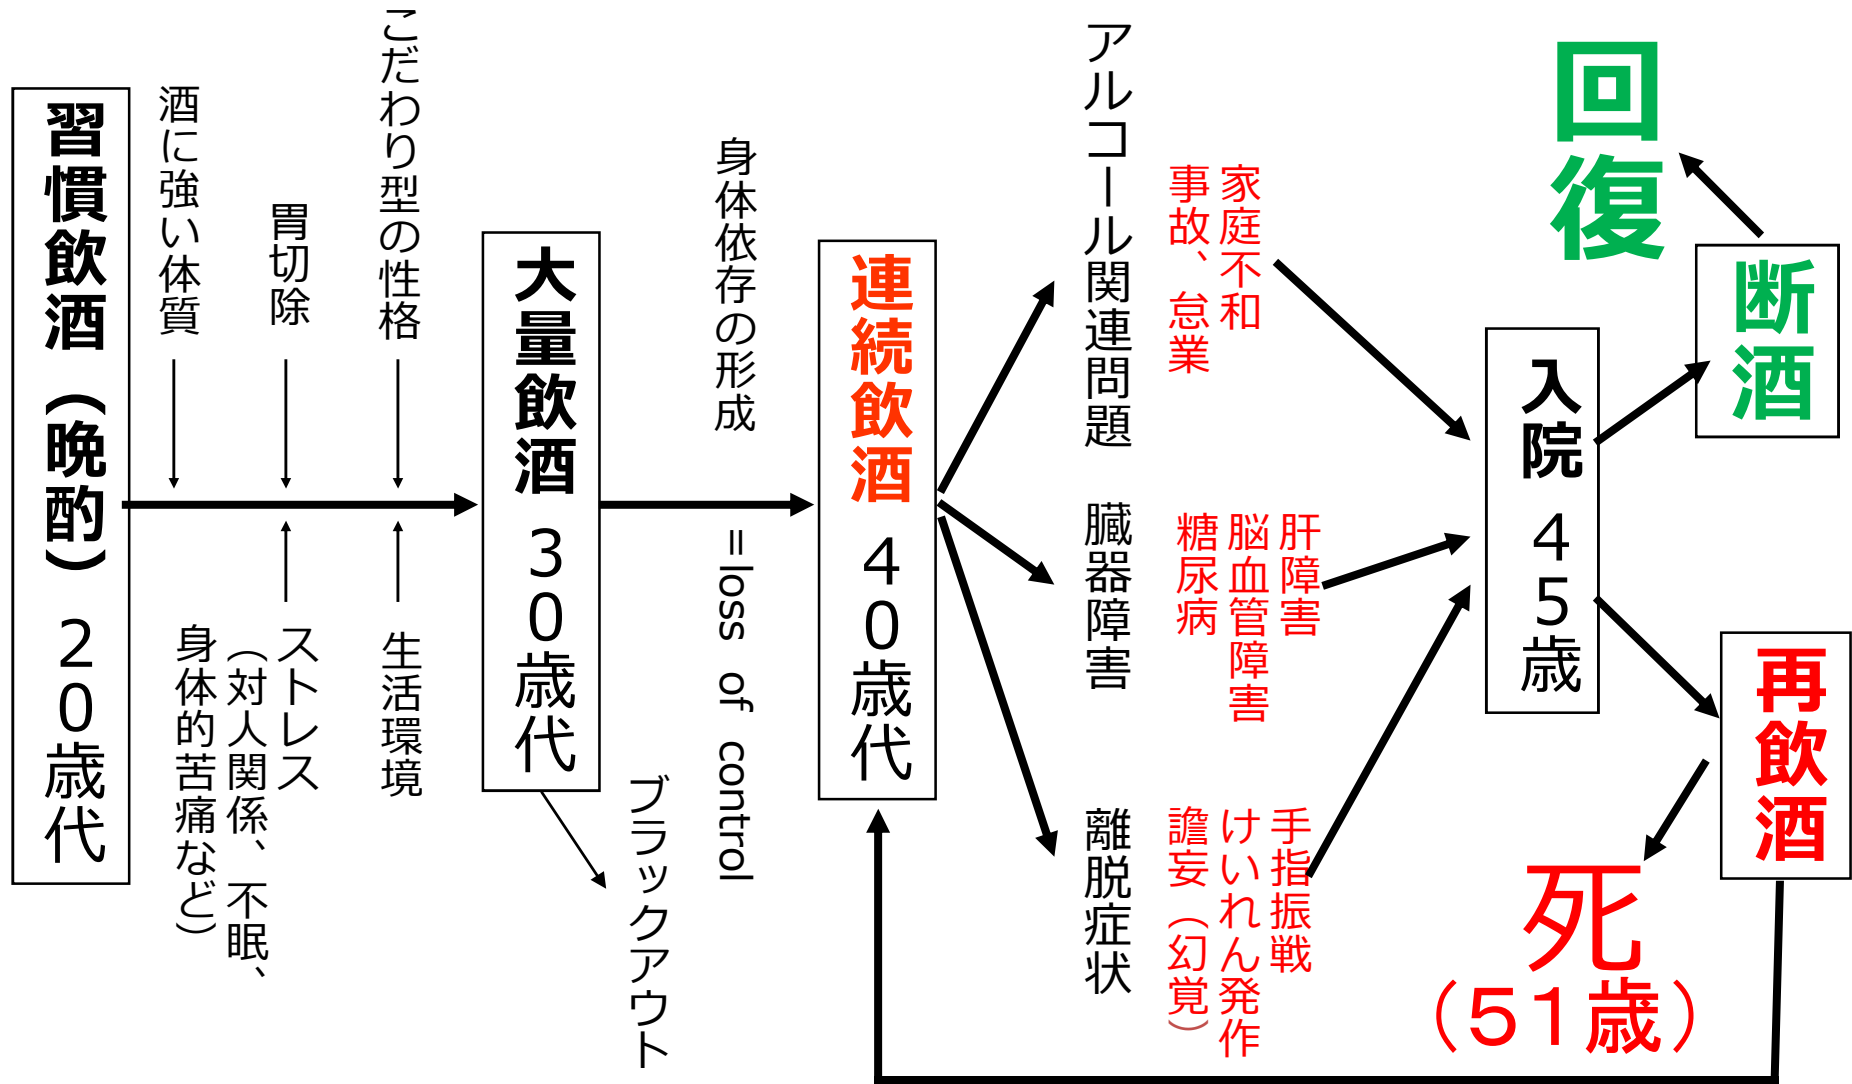 習慣飲酒（晩酌）２０歳代
酒に強い体質
胃切除
こだわり型の性格
ストレス
（対人関係、不眠、
身体的苦痛など）
生活環境
大量飲酒 ３０歳代
ブラックアウト
身体依存の形成
＝loss of control
連続飲酒 ４０歳代
アルコール関連問題
家庭不和
事故、怠業
臓器障害
肝障害
脳血管障害
糖尿病
離脱症状
手指振戦
けいれん発作
譫妄（幻覚）
入院 ４５歳
断酒
回復
再飲酒
死
（51歳）